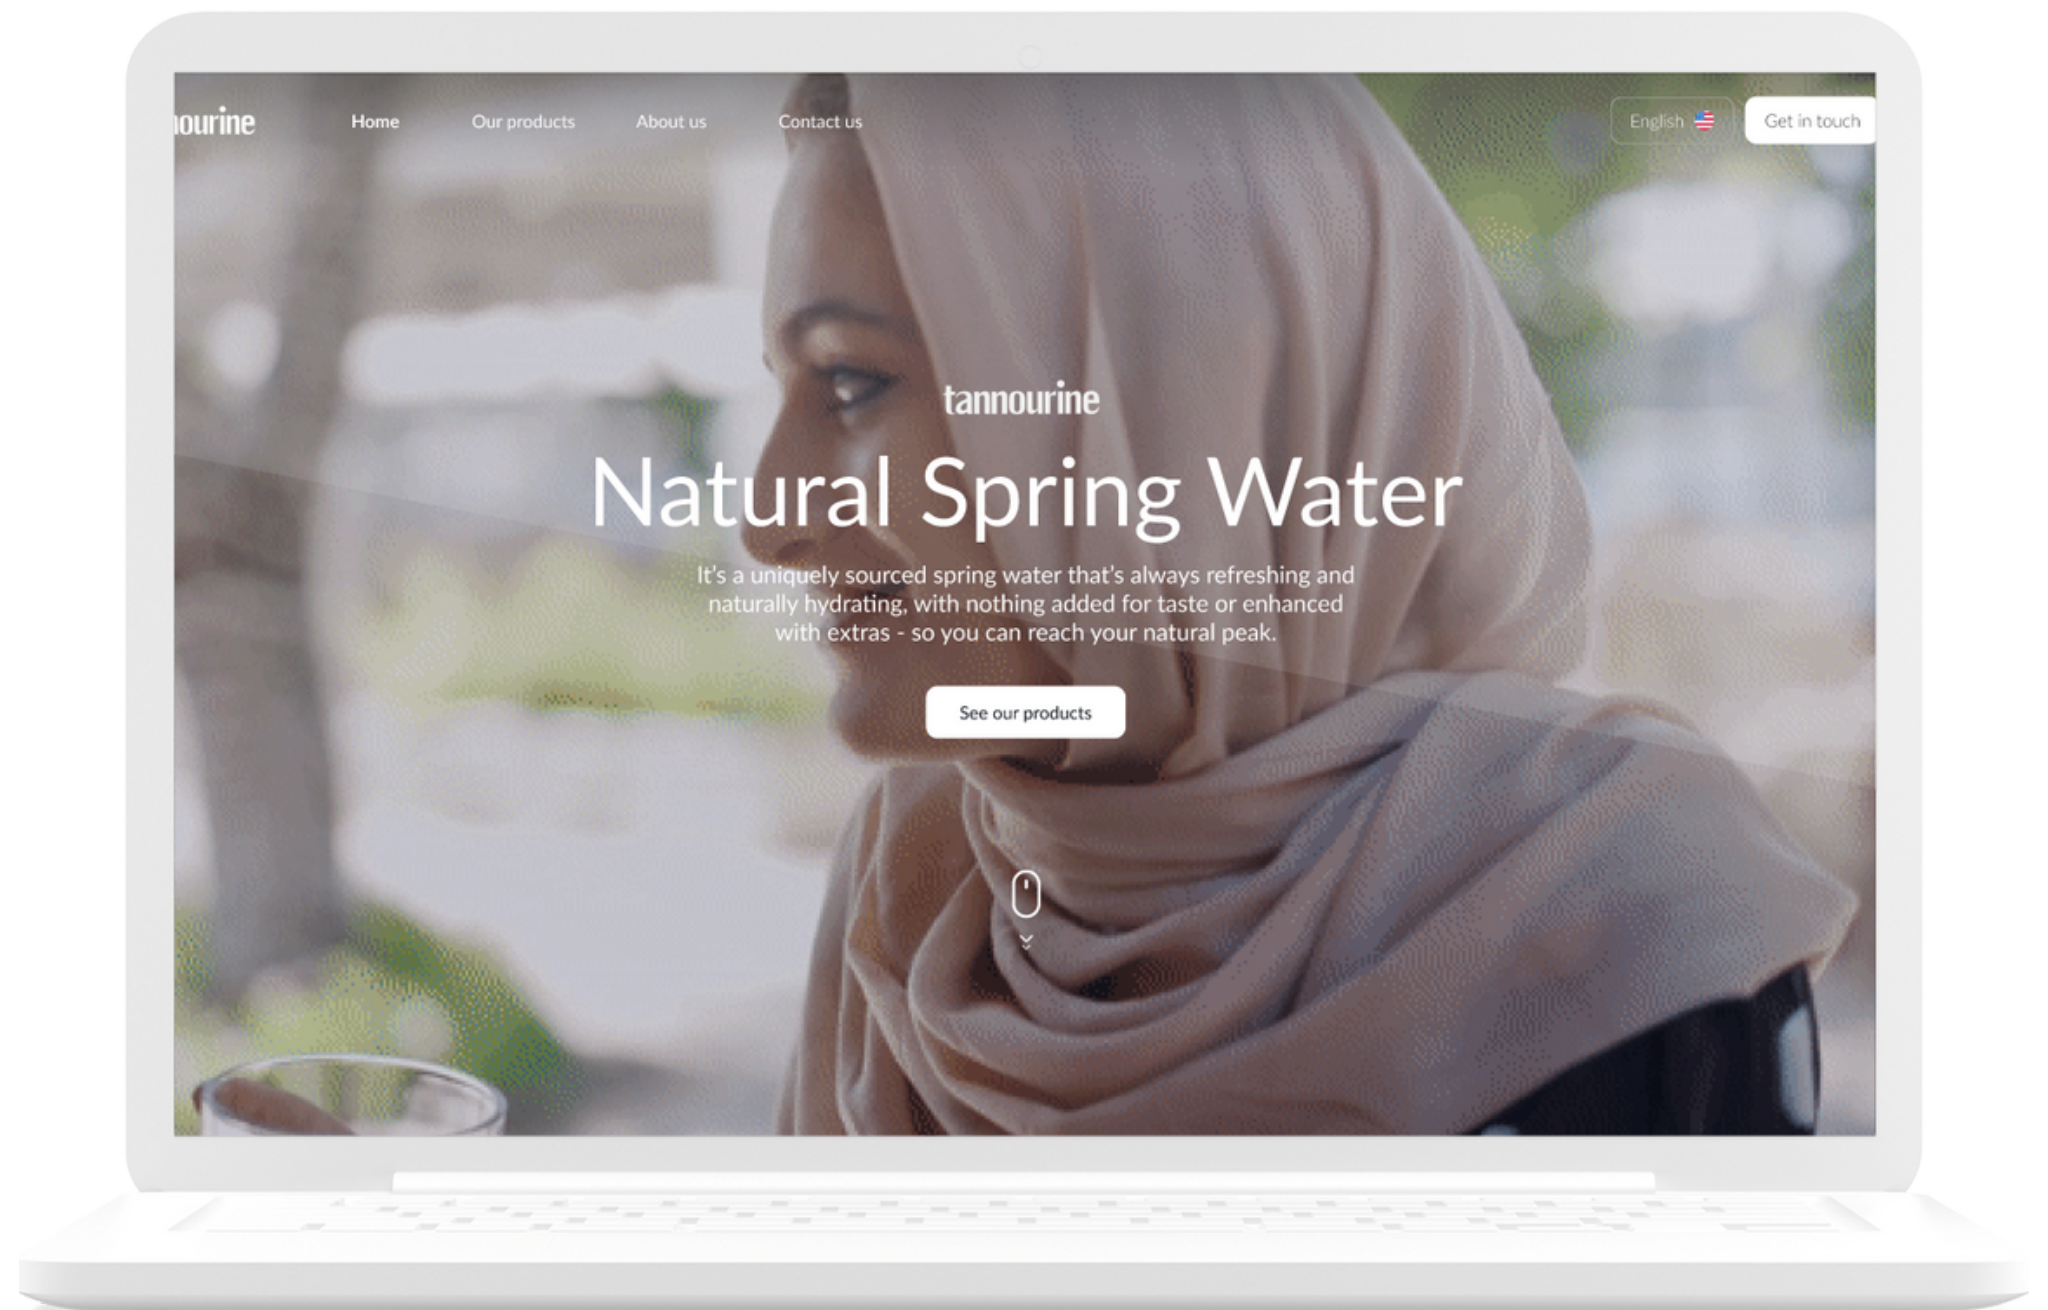 nourine
Home
Our products
About us
Contact us
English
Get in touch
tannourine
Natural Spring Water
It's a uniquely sourced spring water that's always refreshing and
naturally hydrating, with nothing added for taste or enhanced
with extras - so you can reach your natural peak.
See our products